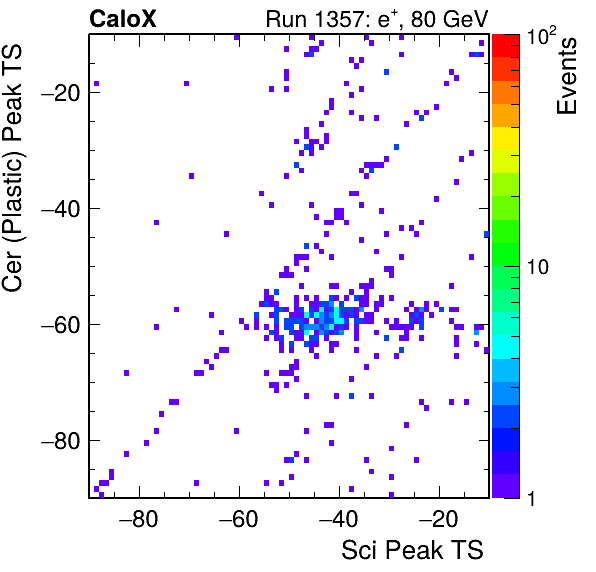 CaloX Run 1357: e⁺, 80 GeV
10²
Events
10
1
Cer (Plastic) Peak TS
−20
−40
−60
−80
−80 −60 −40 −20
Sci Peak TS